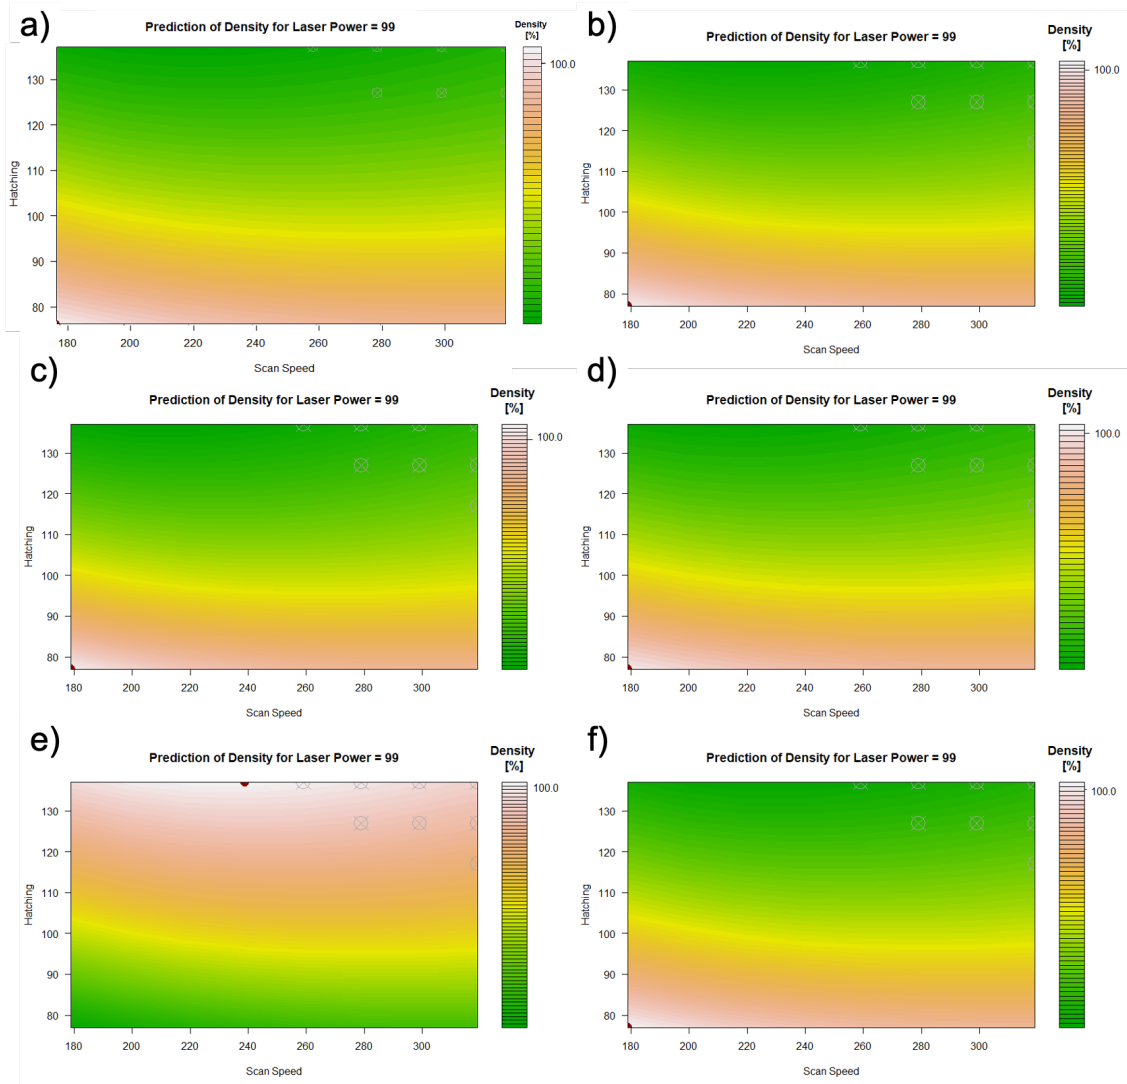 a)
Prediction of Density for Laser Power = 99
Density
[%]
100.0
130
120
110
100
90
80
Hatching
180 200 220 240 260 280 300
Scan Speed
b)
Prediction of Density for Laser Power = 99
Density
[%]
100.0
130
120
110
100
90
80
Hatching
180 200 220 240 260 280 300
Scan Speed
c)
Prediction of Density for Laser Power = 99
Density
[%]
100.0
130
120
110
100
90
80
Hatching
180 200 220 240 260 280 300
Scan Speed
d)
Prediction of Density for Laser Power = 99
Density
[%]
100.0
130
120
110
100
90
80
Hatching
180 200 220 240 260 280 300
Scan Speed
e)
Prediction of Density for Laser Power = 99
Density
[%]
100.0
130
120
110
100
90
80
Hatching
180 200 220 240 260 280 300
Scan Speed
f)
Prediction of Density for Laser Power = 99
Density
[%]
100.0
130
120
110
100
90
80
Hatching
180 200 220 240 260 280 300
Scan Speed